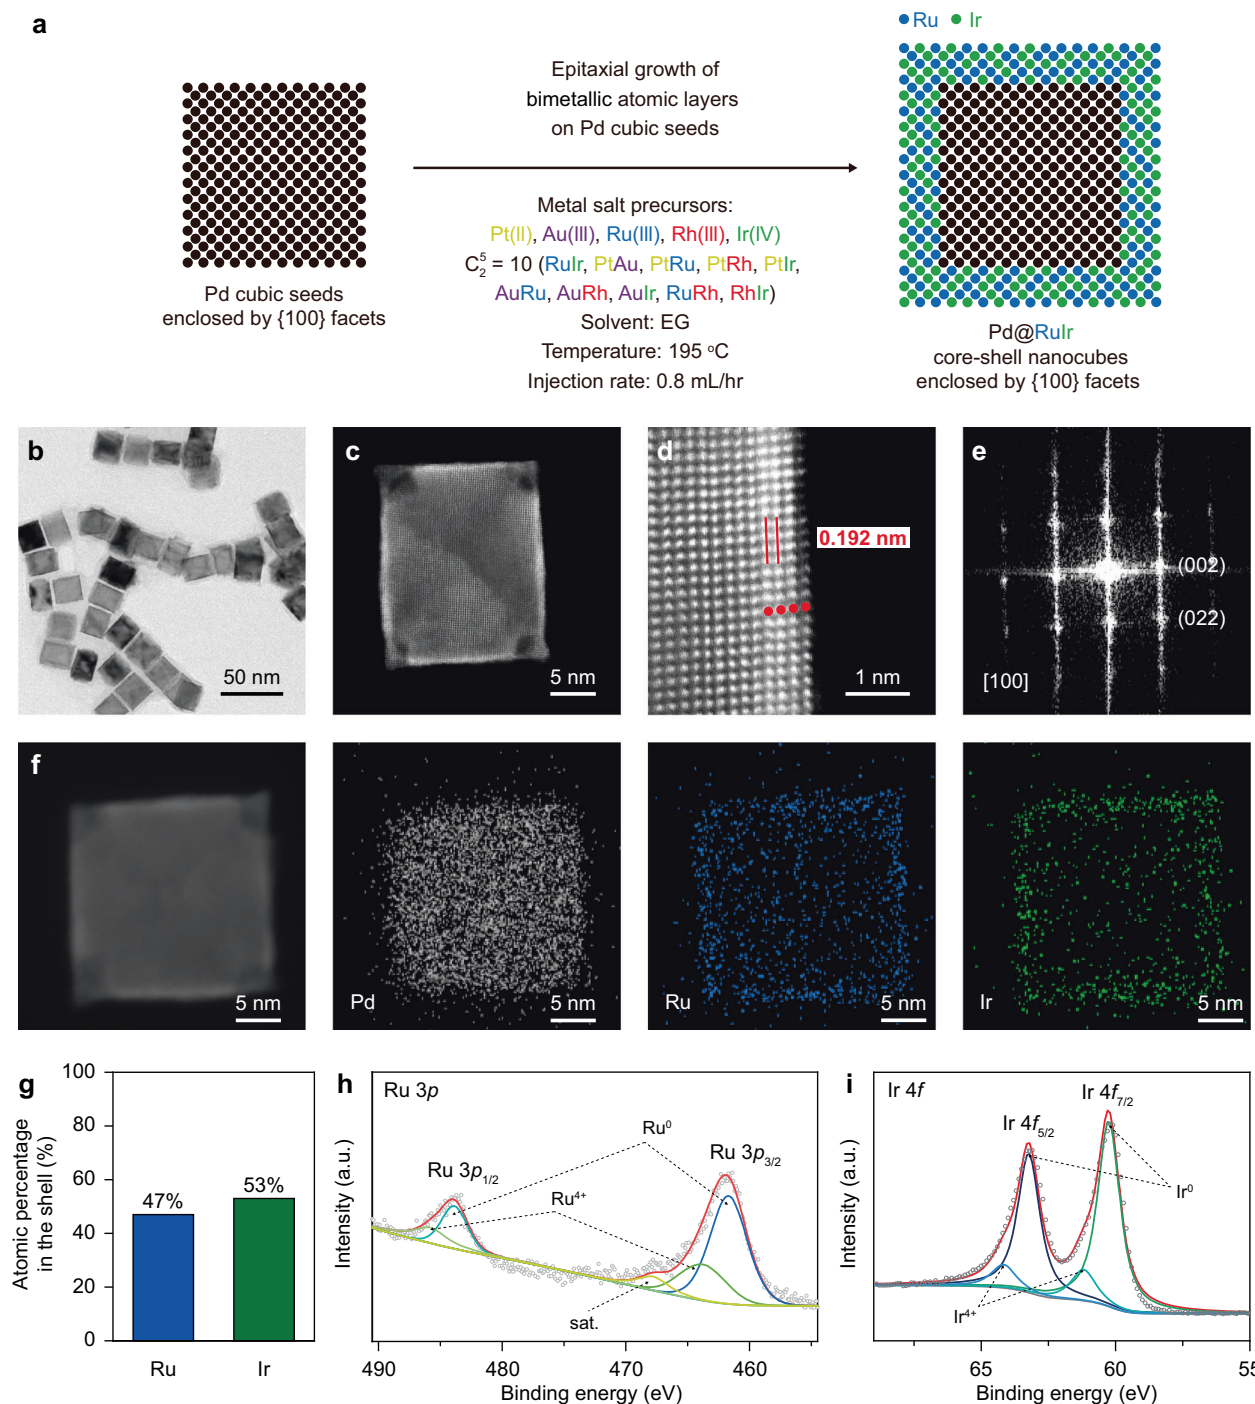 a
Ru Ir
Epitaxial growth of
bimetallic atomic layers
on Pd cubic seeds
Metal salt precursors:
Pt(II), Au(III), Ru(III), Rh(III), Ir(IV)
C⁵₂ = 10 (RuIr, PtAu, PtRu, PtRh, PtIr,
AuRu, AuRh, AuIr, RuRh, RhIr)
Solvent: EG
Temperature: 195 °C
Injection rate: 0.8 mL/hr
Pd cubic seeds
enclosed by {100} facets
Pd@RuIr
core-shell nanocubes
enclosed by {100} facets
b
50 nm
c
5 nm
d
0.192 nm
1 nm
e
(002)
(022)
[100]
f
5 nm
Pd
5 nm
Ru
5 nm
Ir
5 nm
g
Atomic percentage
in the shell (%)
100
80
60
40
20
0
47%
53%
Ru
Ir
h
Ru 3p
Intensity (a.u.)
Ru⁰
Ru 3p₁/₂
Ru 3p₃/₂
Ru⁴⁺
sat.
490 480 470 460
Binding energy (eV)
i
Ir 4f
Intensity (a.u.)
Ir 4f₇/₂
Ir 4f₅/₂
Ir⁰
Ir⁴⁺
65 60 55
Binding energy (eV)